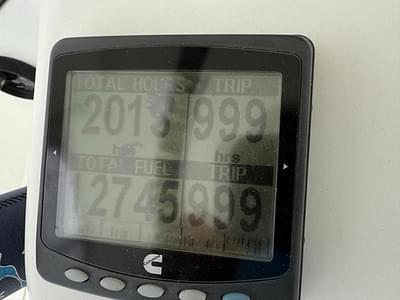 TOTAL HOURS TRIP
2013 999
hrs hrs
TOTAL FUEL TRIP
12745 999